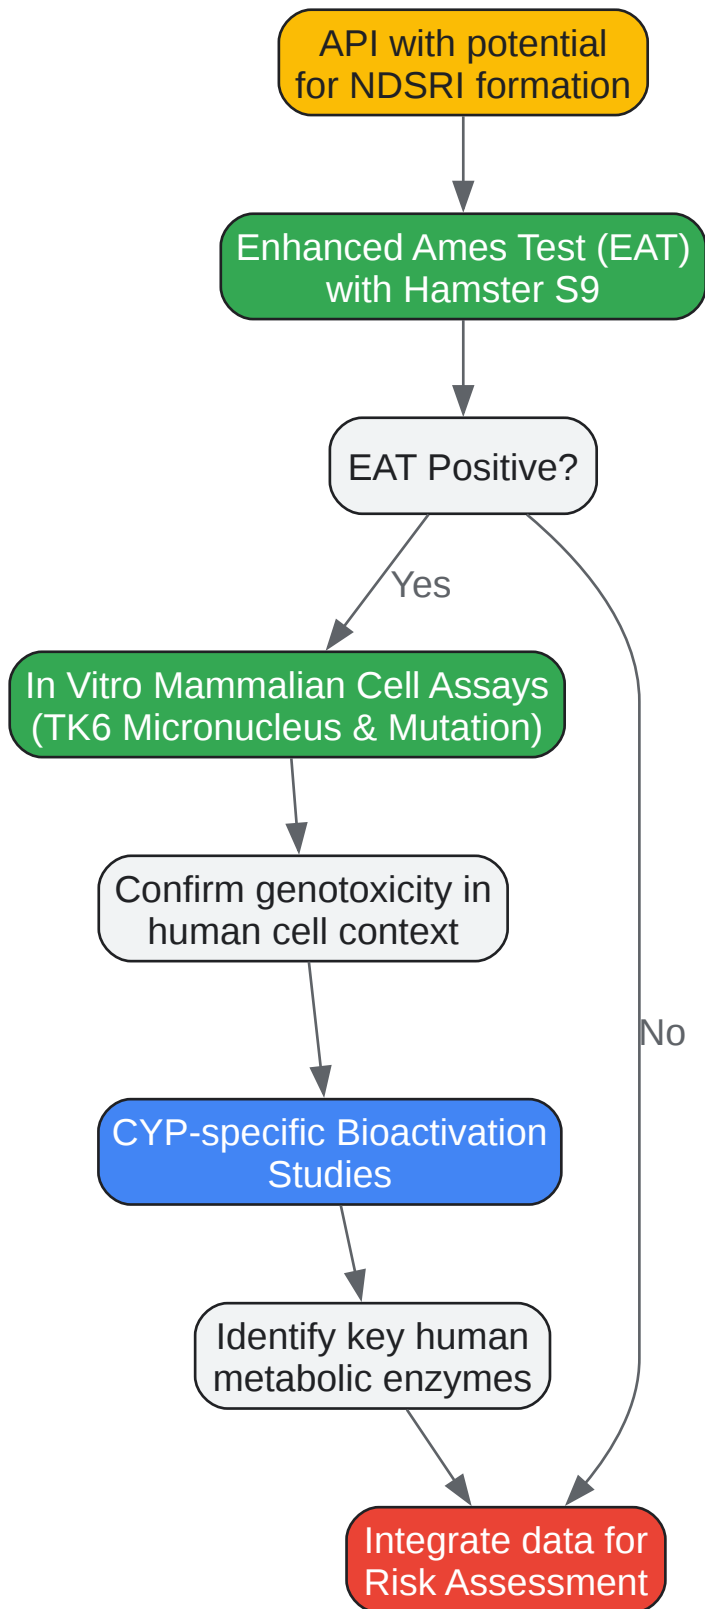 API with potential
for NDSRI formation
Enhanced Ames Test (EAT)
with Hamster S9
EAT Positive?
Yes
In Vitro Mammalian Cell Assays
(TK6 Micronucleus & Mutation)
Confirm genotoxicity in
human cell context
No
CYP-specific Bioactivation
Studies
Identify key human
metabolic enzymes
Integrate data for
Risk Assessment